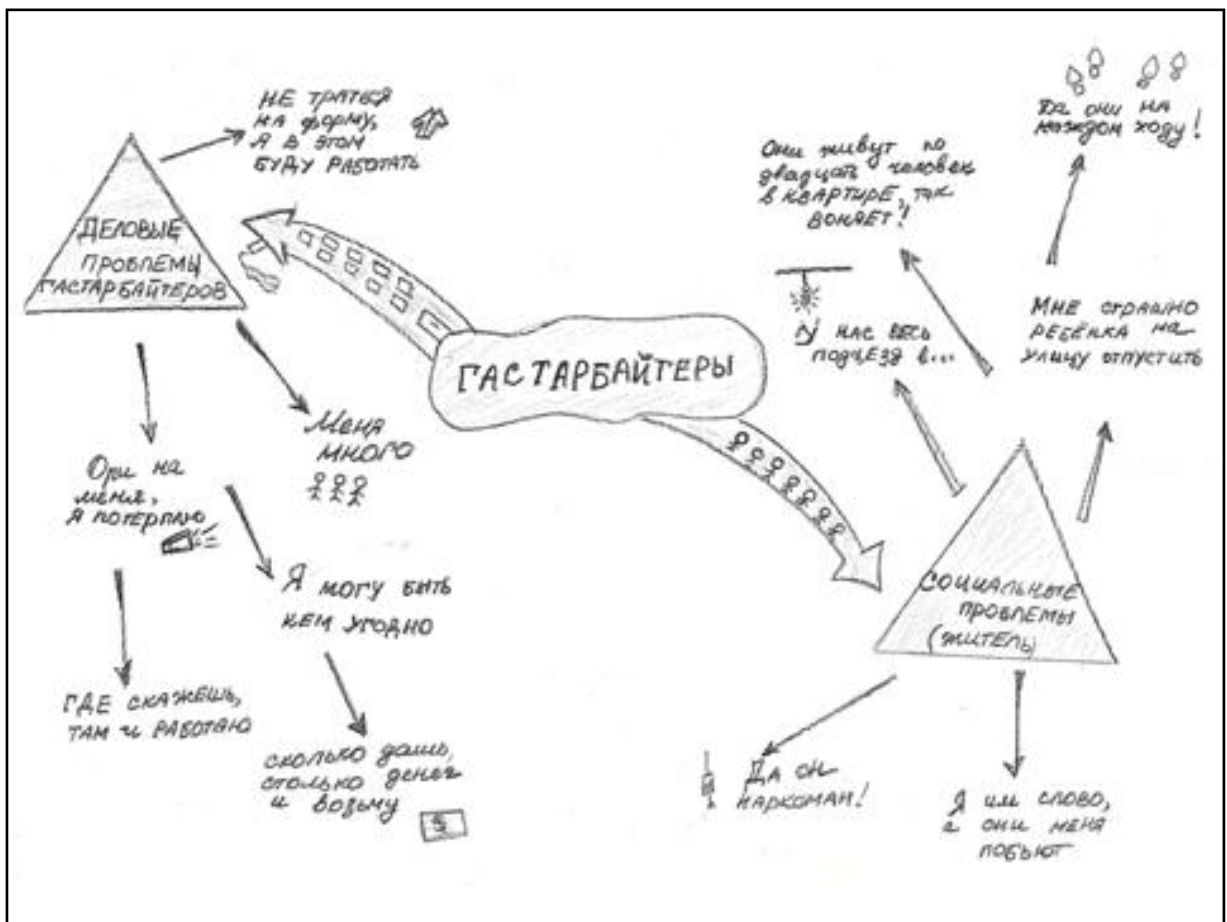 ГАСТАРБАЙТЕРЫ
ДЕЛОВЫЕ
ПРОБЛЕМЫ
ГАСТАРБАЙТЕРОВ
НЕ ТРАТЬСЯ
НА форму,
Я В ЭТОМ
БУДУ РАБОТАТЬ
Меня
много
Ори на
меня,
я потерплю
Я могу быть
кем угодно
ГДЕ СКАЖЕШЬ,
ТАМ и РАБОТАЮ
сколько дашь,
столько денег
и возьму
$
СОЦИАЛЬНЫЕ
ПРОБЛЕМЫ
(житель)
У НАС ВЕСЬ
ПОДЪЕЗД В...
Они живут по
двадцать человек
в КВАРТИРЕ, так
ВОНЯЕТ!
Мне страшно
РЕБЁНКА на
улицу отпустить
Да они на
каждом ходу!
Да он
наркоман!
Я им слово,
а они меня
побьют